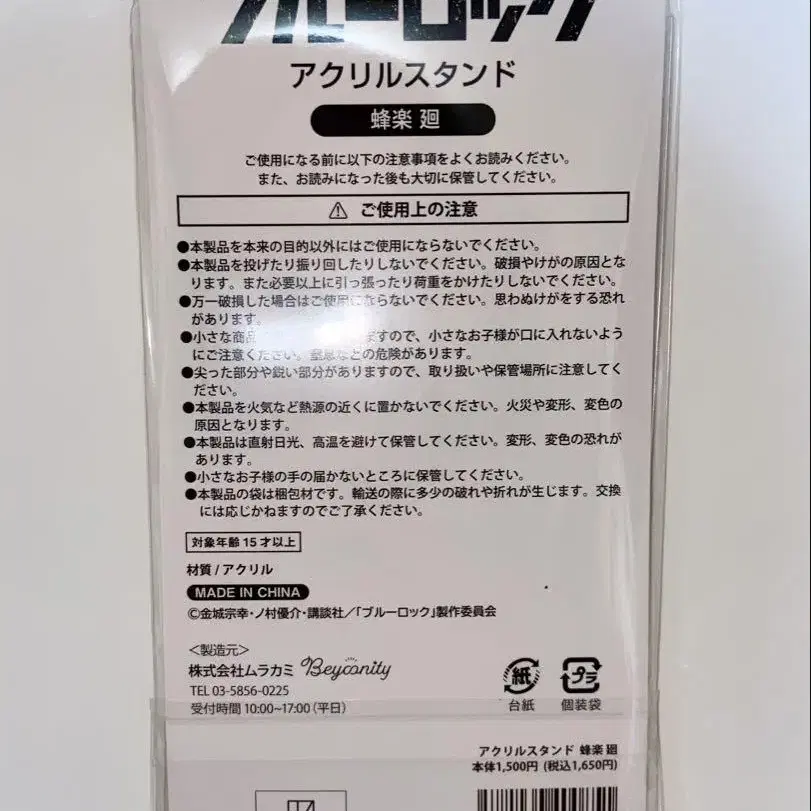 ブルーロック
アクリルスタンド
蜂楽 廻
ご使用になる前に以下の注意事項をよくお読みください。
また、お読みになった後も大切に保管してください。
⚠ ご使用上の注意
●本製品を本来の目的以外にはご使用にならないでください。
●本製品を投げたり振り回したりしないでください。破損やけがの原因とな
ります。また必要以上に引っ張ったり荷重をかけたりしないでください。
●万一破損した場合はご使用にならないでください。思わぬけがをする恐れ
があります。
●小さな商品 ますので、小さなお子様が口に入れないよう
にご注意ください。窒息などの危険があります。
●尖った部分や鋭い部分がありますので、取り扱いや保管場所に注意してく
ださい。
●本製品を火気など熱源の近くに置かないでください。火災や変形、変色の
原因となります。
●本製品は直射日光、高温を避けて保管してください。変形、変色の恐れが
あります。
●小さなお子様の手の届かないところに保管してください。
●本製品の袋は梱包材です。輸送の際に多少の破れや折れが生じます。交換
には応じかねますのでご了承ください。
対象年齢15才以上
材質/アクリル
MADE IN CHINA
©金城宗幸・ノ村優介・講談社/「ブルーロック」製作委員会
<製造元>
株式会社ムラカミ Beyoonity
TEL 03-5856-0225
受付時間 10:00~17:00(平日)
紙 プラ
台紙 個装袋
アクリルスタンド 蜂楽 廻
本体1,500円 (税込1,650円)